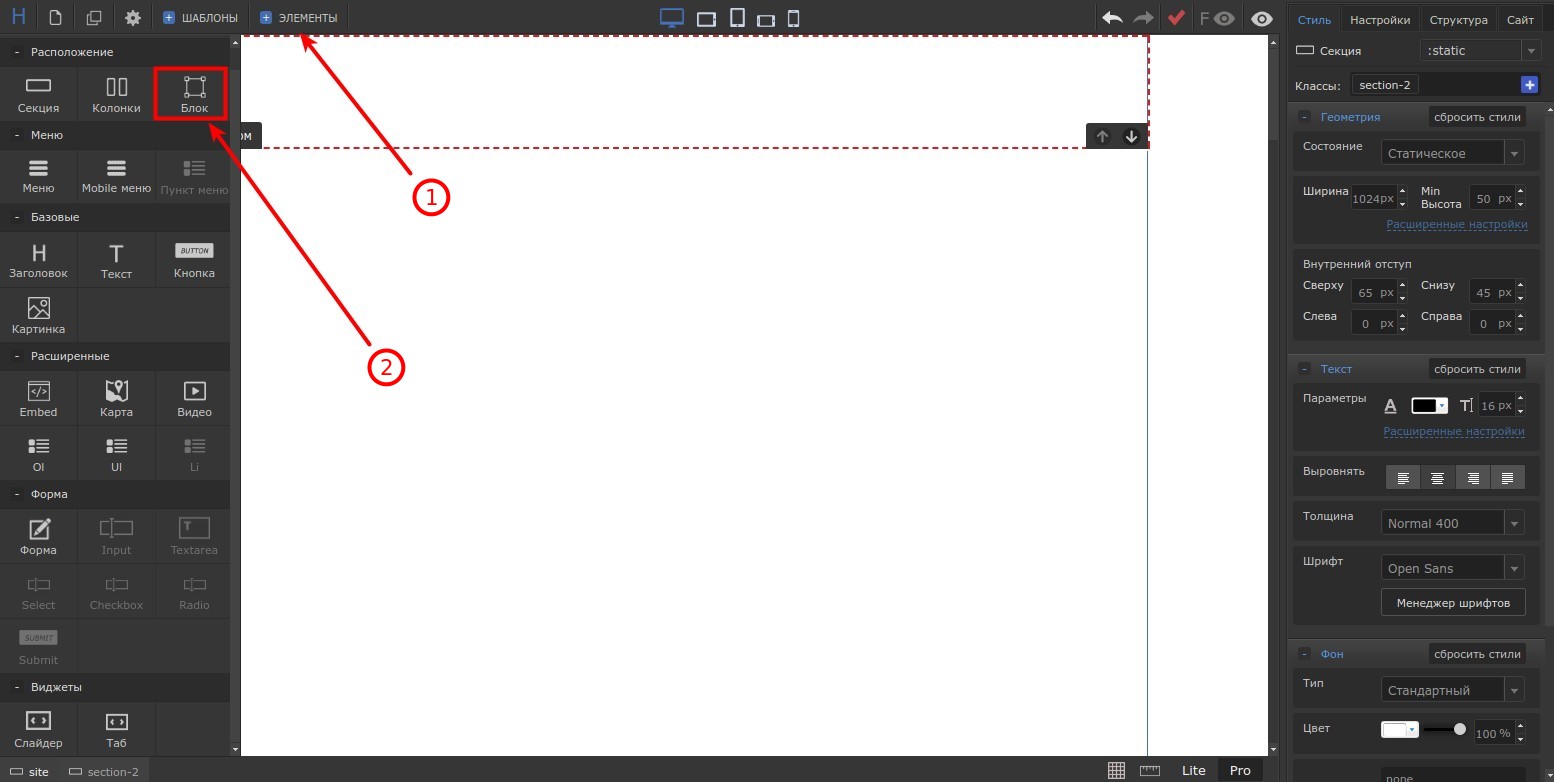 H
ШАБЛОНЫ
ЭЛЕМЕНТЫ
F
Стиль
Настройки
Структура
Сайт
- Расположение
Секция
Колонки
Блок
- Меню
Меню
Mobile меню
Пункт меню
- Базовые
H
Заголовок
T
Текст
BUTTON
Кнопка
Картинка
- Расширенные
Embed
Карта
Видео
Ol
Ul
Li
- Форма
Форма
Input
T
Textarea
Select
Checkbox
Radio
SUBMIT
Submit
- Виджеты
Слайдер
Таб
site
section-2
ом
1
2
Lite
Pro
Секция
:static
Классы:
section-2
+
- Геометрия
сбросить стили
Состояние
Статическое
Ширина
1024px
Min
Высота
50 px
Расширенные настройки
Внутренний отступ
Сверху
65 px
Снизу
45 px
Слева
0 px
Справа
0 px
- Текст
сбросить стили
Параметры
A
T
16 px
Расширенные настройки
Выровнять
Толщина
Normal 400
Шрифт
Open Sans
Менеджер шрифтов
- Фон
сбросить стили
Тип
Стандартный
Цвет
100 %
none